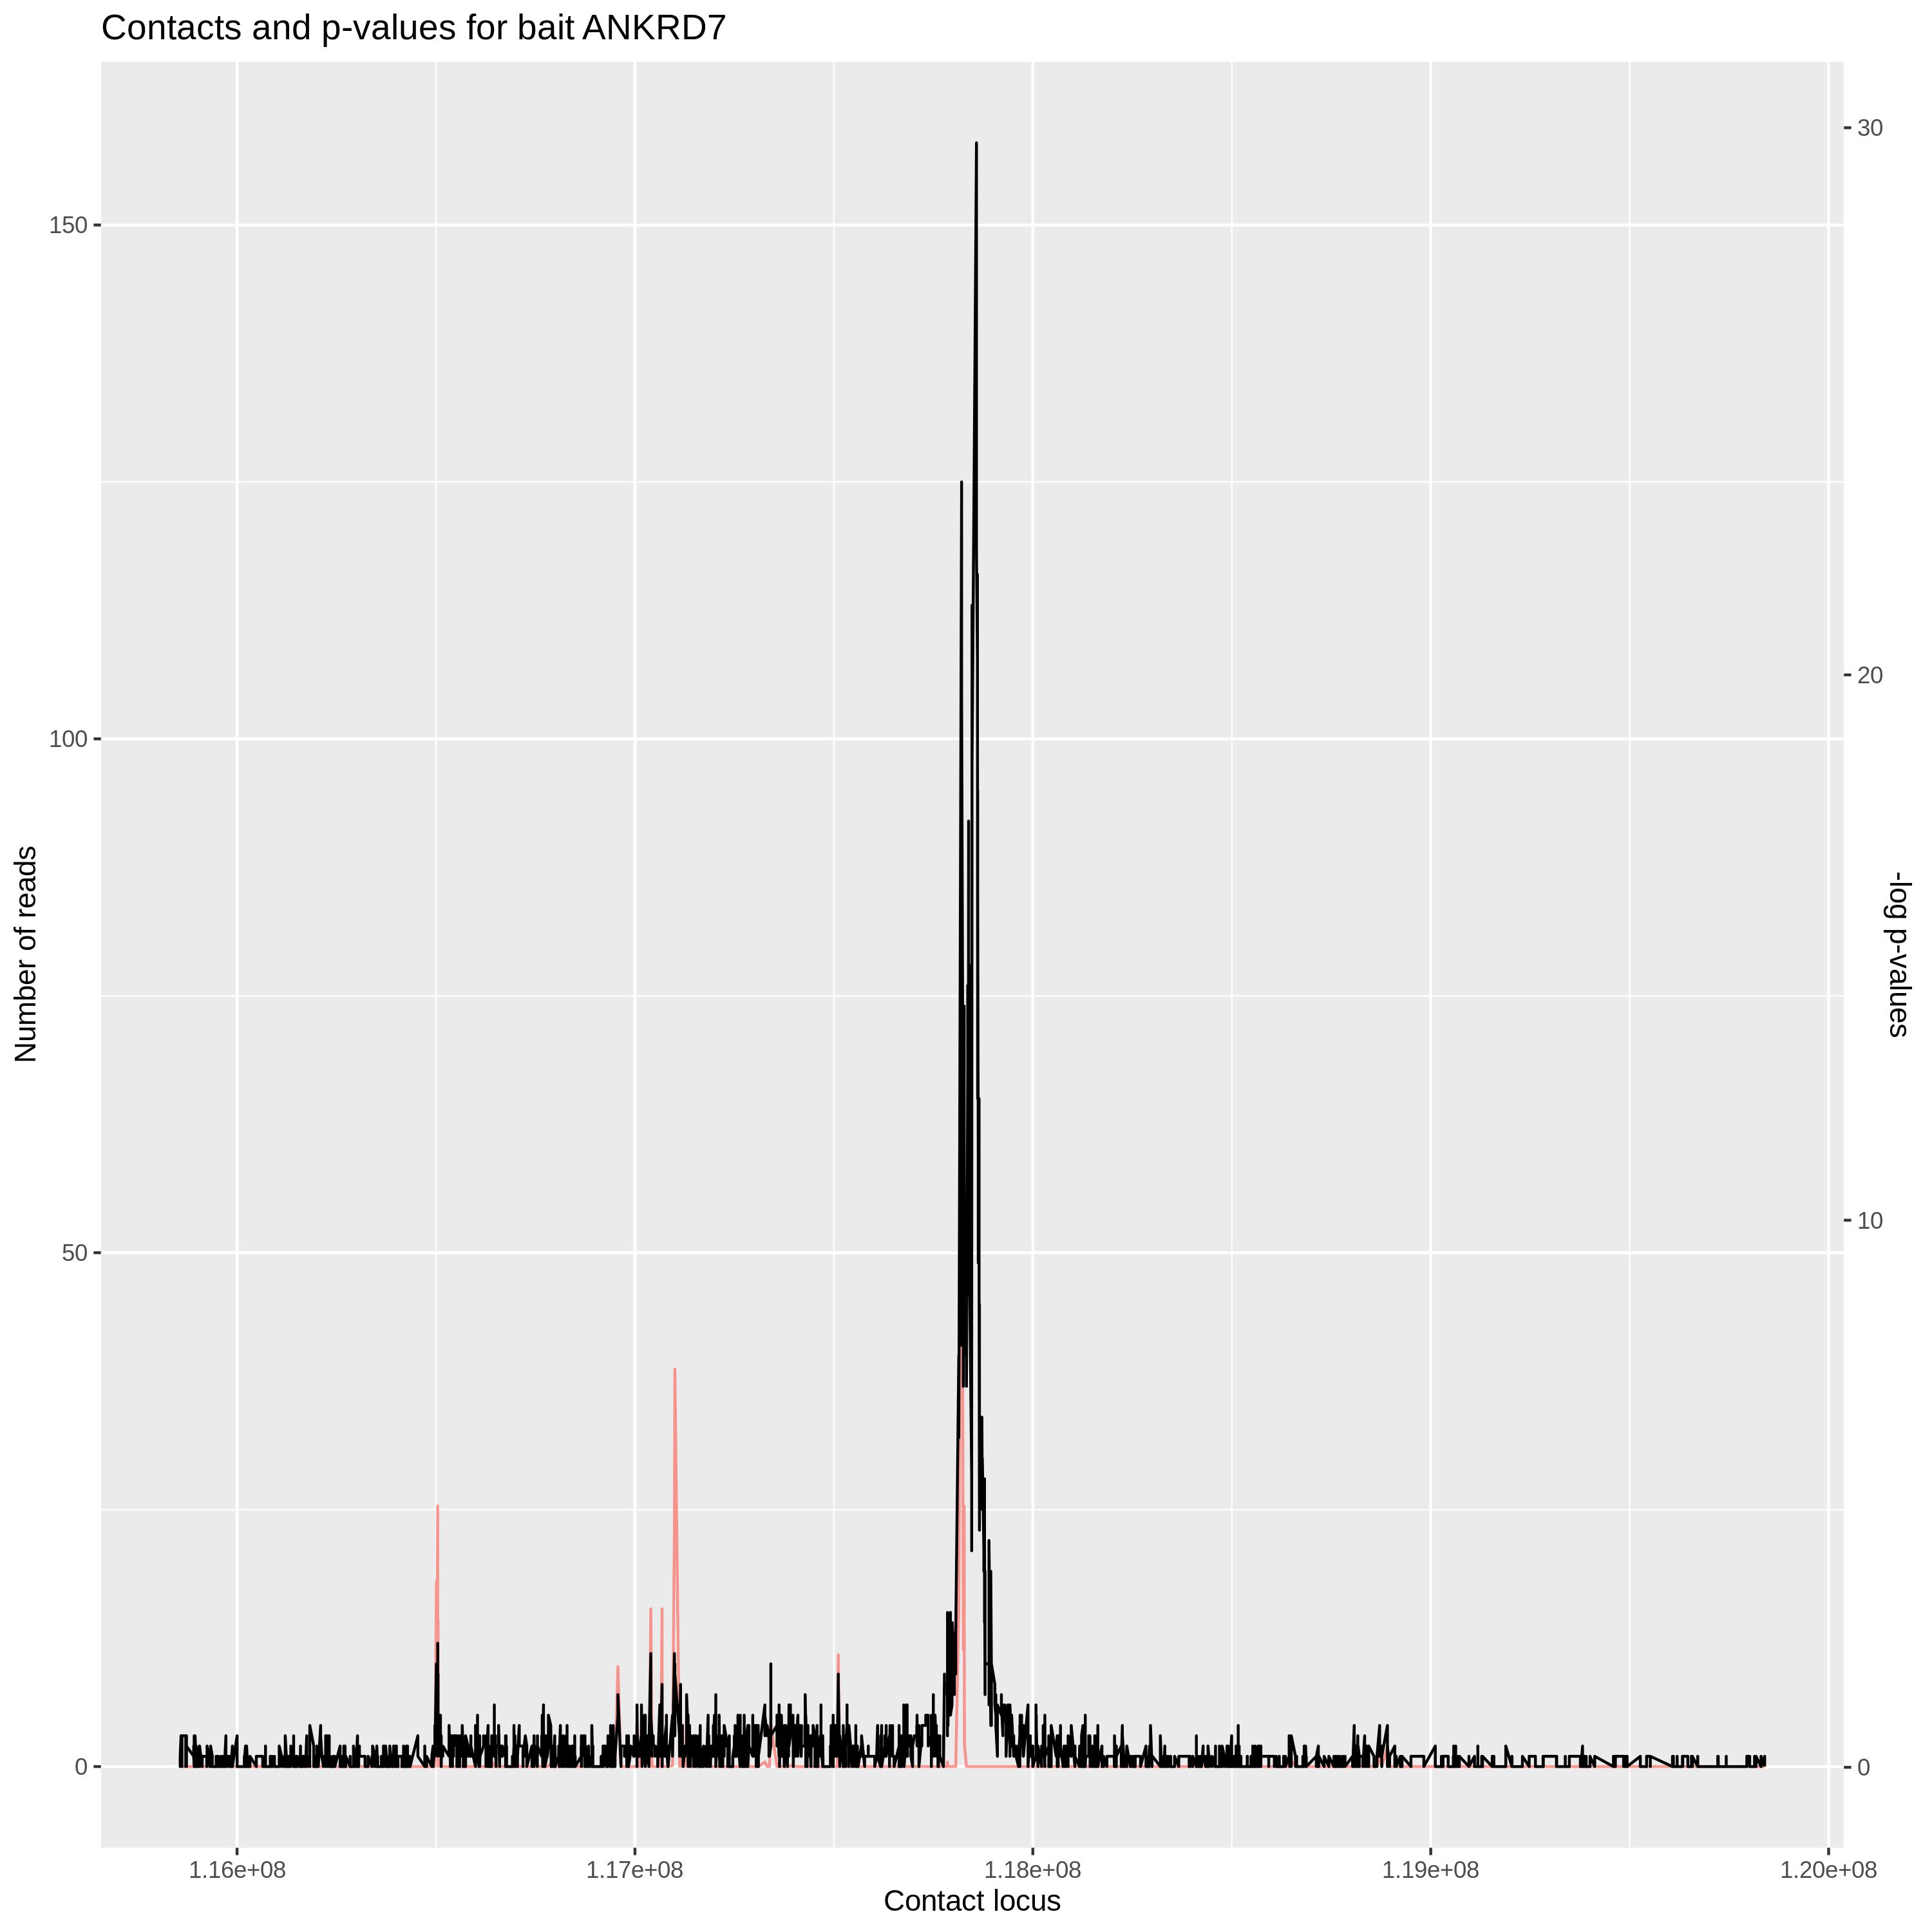 Contacts and p-values for bait ANKRD7
150
100
50
0
Number of reads
30
20
10
0
-log p-values
1.16e+08
1.17e+08
1.18e+08
1.19e+08
1.20e+08
Contact locus